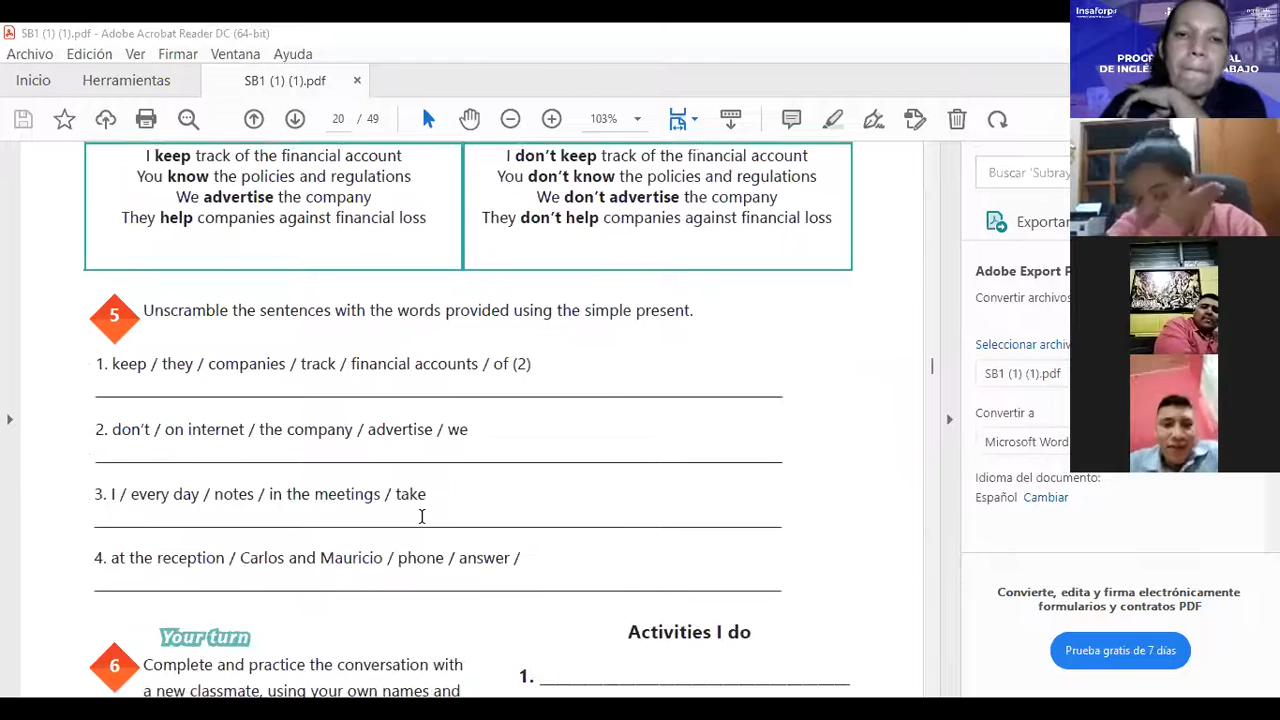 SB1 (1) (1).pdf - Adobe Acrobat Reader DC (64-bit)
Archivo Edición Ver Firmar Ventana Ayuda
Inicio Herramientas SB1 (1) (1).pdf ×
20 / 49 103%
I keep track of the financial account
You know the policies and regulations
We advertise the company
They help companies against financial loss
I don't keep track of the financial account
You don't know the policies and regulations
We don't advertise the company
They don't help companies against financial loss
5 Unscramble the sentences with the words provided using the simple present.
1. keep / they / companies / track / financial accounts / of (2)
2. don't / on internet / the company / advertise / we
3. I / every day / notes / in the meetings / take
4. at the reception / Carlos and Mauricio / phone / answer /
Your turn
6 Complete and practice the conversation with
a new classmate, using your own names and
Activities I do
1.
Buscar 'Subray
Exportar
Adobe Export P
Convertir archivos
Seleccionar archiv
SB1 (1) (1).pdf
Convertir a
Microsoft Word
Idioma del documento:
Español Cambiar
Convierte, edita y firma electrónicamente
formularios y contratos PDF
Prueba gratis de 7 días
Insaforp